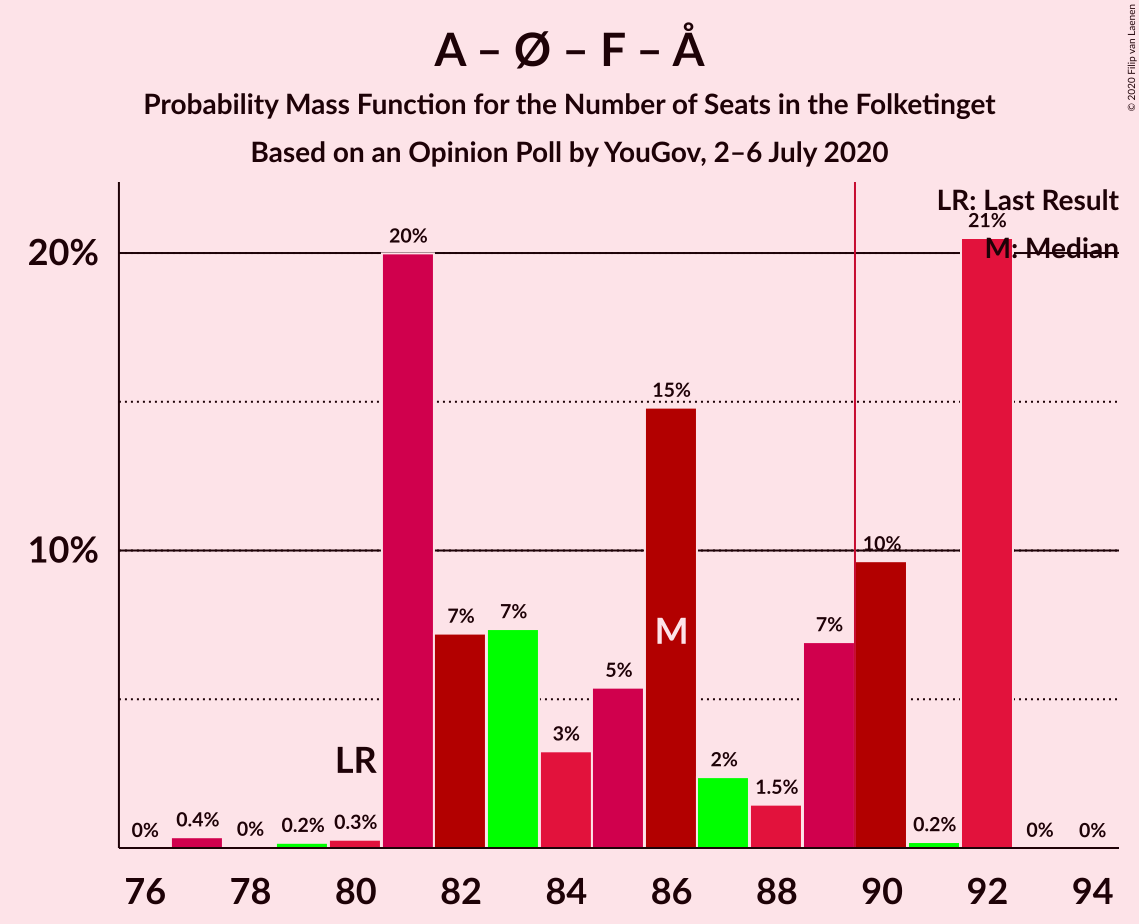 A – Ø – F – Å
Probability Mass Function for the Number of Seats in the Folketinget
Based on an Opinion Poll by YouGov, 2–6 July 2020
© 2020 Filip van Laenen
LR: Last Result
M: Median
20%
10%
0%
0.4%
0%
0.2%
0.3%
20%
7%
7%
3%
5%
15%
2%
1.5%
7%
10%
0.2%
21%
0%
0%
LR
M
76 78 80 82 84 86 88 90 92 94